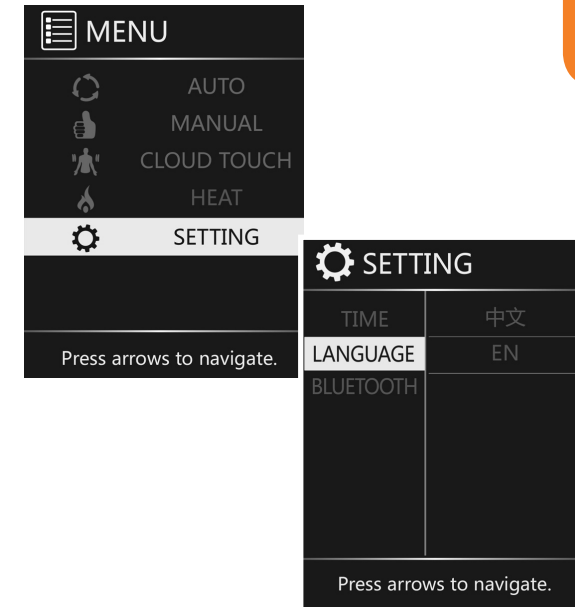 MENU
AUTO
MANUAL
CLOUD TOUCH
HEAT
SETTING
Press arrows to navigate.
SETTING
TIME
中文
LANGUAGE
EN
BLUETOOTH
Press arrows to navigate.